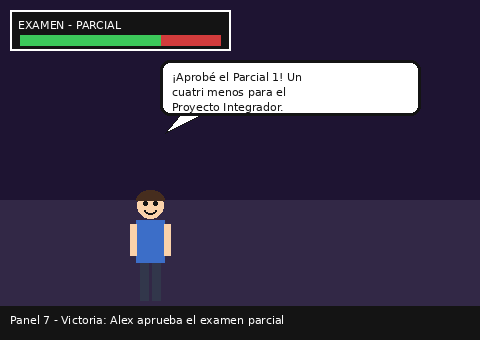 EXAMEN - PARCIAL
¡Aprobé el Parcial 1! Un
cuatri menos para el
Proyecto Integrador.
Panel 7 - Victoria: Alex aprueba el examen parcial